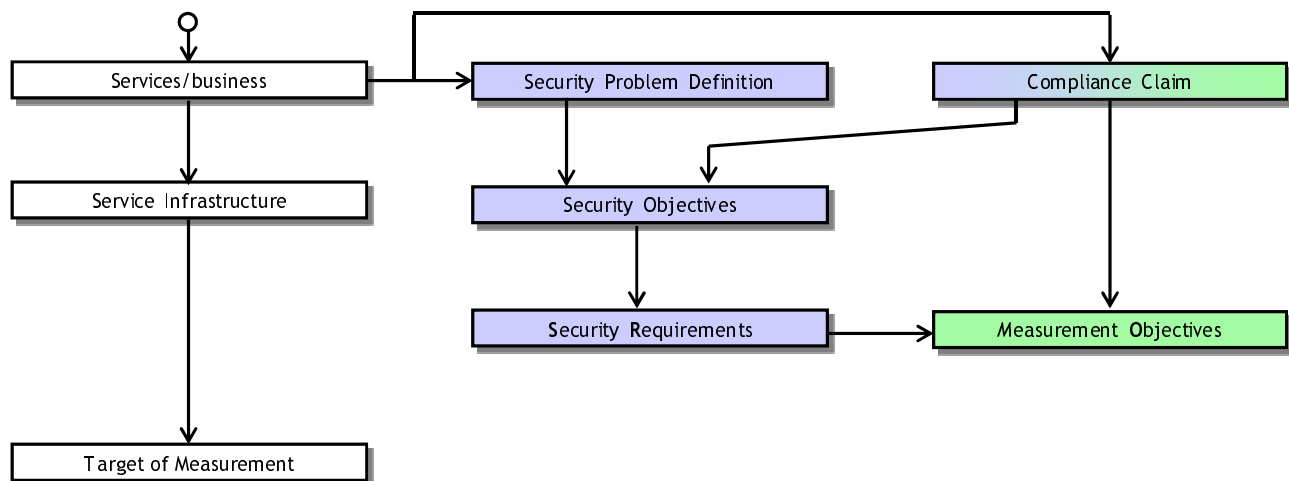 Services/business
Security Problem Definition
Compliance Claim
Service Infrastructure
Security Objectives
Security Requirements
Measurement Objectives
Target of Measurement